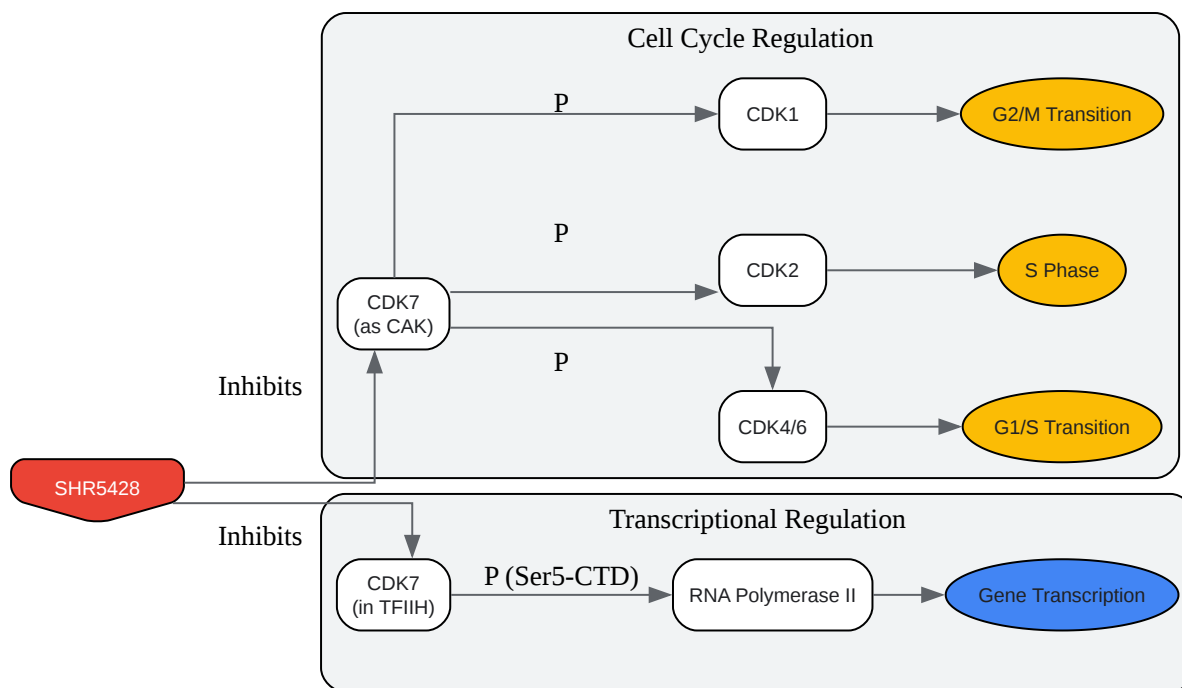 Cell Cycle Regulation
P
CDK1
G2/M Transition
P
CDK2
S Phase
CDK7
(as CAK)
P
Inhibits
CDK4/6
G1/S Transition
SHR5428
Inhibits
Transcriptional Regulation
CDK7
(in TFIIH)
P (Ser5-CTD)
RNA Polymerase II
Gene Transcription